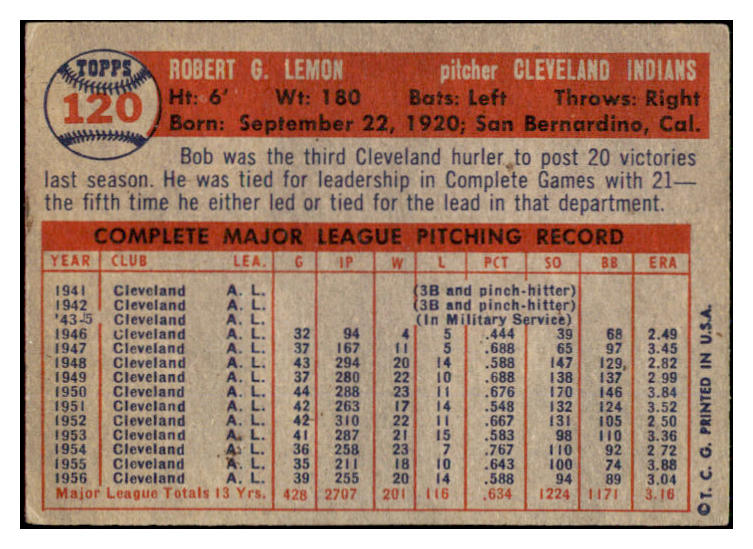 TOPPS
120
ROBERT G. LEMON pitcher CLEVELAND INDIANS
Ht: 6' Wt: 180 Bats: Left Throws: Right
Born: September 22, 1920; San Bernardino, Cal.
Bob was the third Cleveland hurler to post 20 victories
last season. He was tied for leadership in Complete Games with 21—
the fifth time he either led or tied for the lead in that department.
COMPLETE MAJOR LEAGUE PITCHING RECORD
YEAR CLUB LEA. G IP W L PCT SO BB ERA
1941 Cleveland A. L. (3B and pinch-hitter)
1942 Cleveland A. L. (3B and pinch-hitter)
'43-5 Cleveland A. L. (In Military Service)
1946 Cleveland A. L. 32 94 4 5 .444 39 68 2.49
1947 Cleveland A. L. 37 167 11 5 .688 65 97 3.45
1948 Cleveland A. L. 43 294 20 14 .588 147 129 2.82
1949 Cleveland A. L. 37 280 22 10 .688 138 137 2.99
1950 Cleveland A. L. 44 288 23 11 .676 170 146 3.84
1951 Cleveland A. L. 42 263 17 14 .548 132 124 3.52
1952 Cleveland A. L. 42 310 22 11 .667 131 105 2.50
1953 Cleveland A. L. 41 287 21 15 .583 98 110 3.36
1954 Cleveland A. L. 36 258 23 7 .767 110 92 2.72
1955 Cleveland A. L. 35 211 18 10 .643 100 74 3.88
1956 Cleveland A. L. 39 255 20 14 .588 94 89 3.04
Major League Totals 13 Yrs. 428 2707 201 116 .634 1224 1171 3.16
© T. C. G. PRINTED IN U.S.A.